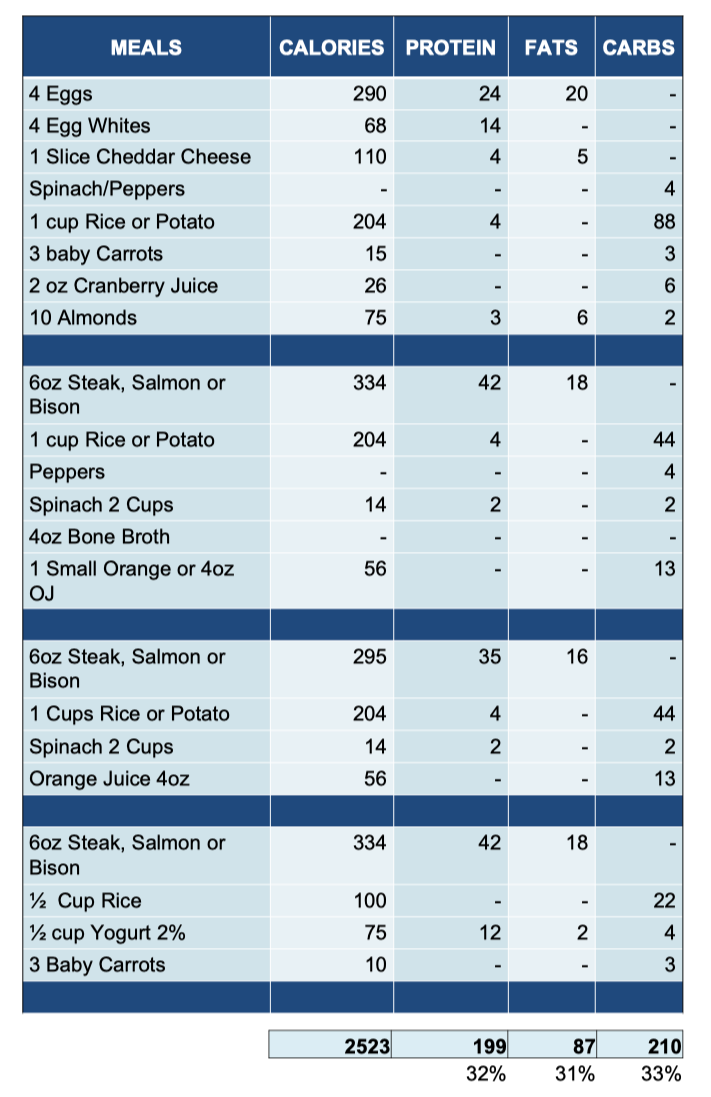 MEALS CALORIES PROTEIN FATS CARBS
4 Eggs 290 24 20 -
4 Egg Whites 68 14 - -
1 Slice Cheddar Cheese 110 4 5 -
Spinach/Peppers - - - 4
1 cup Rice or Potato 204 4 - 88
3 baby Carrots 15 - - 3
2 oz Cranberry Juice 26 - - 6
10 Almonds 75 3 6 2
6oz Steak, Salmon or 334 42 18 -
Bison
1 cup Rice or Potato 204 4 - 44
Peppers - - - 4
Spinach 2 Cups 14 2 - 2
4oz Bone Broth - - - -
1 Small Orange or 4oz 56 - - 13
OJ
6oz Steak, Salmon or 295 35 16 -
Bison
1 Cups Rice or Potato 204 4 - 44
Spinach 2 Cups 14 2 - 2
Orange Juice 4oz 56 - - 13
6oz Steak, Salmon or 334 42 18 -
Bison
½ Cup Rice 100 - - 22
½ cup Yogurt 2% 75 12 2 4
3 Baby Carrots 10 - - 3
2523 199 87 210
32% 31% 33%